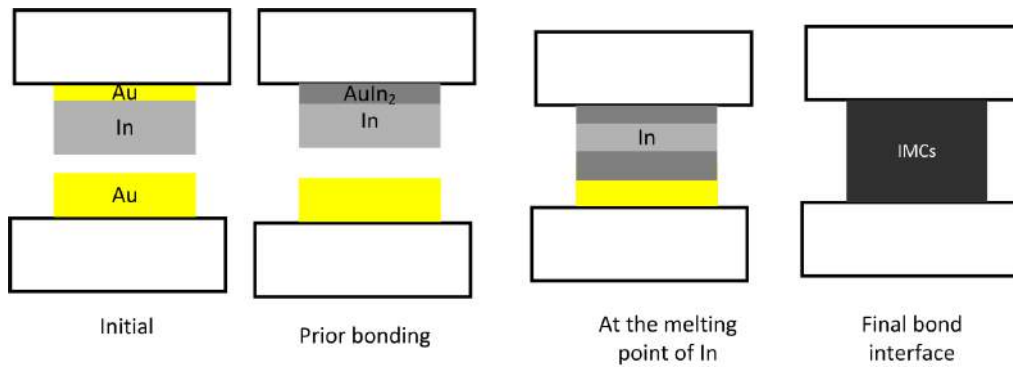 Au
In
Au
Initial
AuIn₂
In
Prior bonding
In
At the melting
point of In
IMCs
Final bond
interface